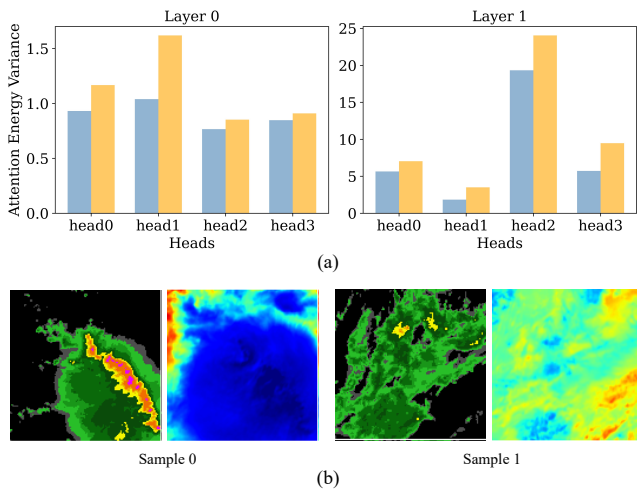 Layer 0
Layer 1
Attention Energy Variance
1.5
1.0
0.5
0.0
head0 head1 head2 head3
Heads
25
20
15
10
5
0
head0 head1 head2 head3
Heads
(a)
Sample 0
Sample 1
(b)